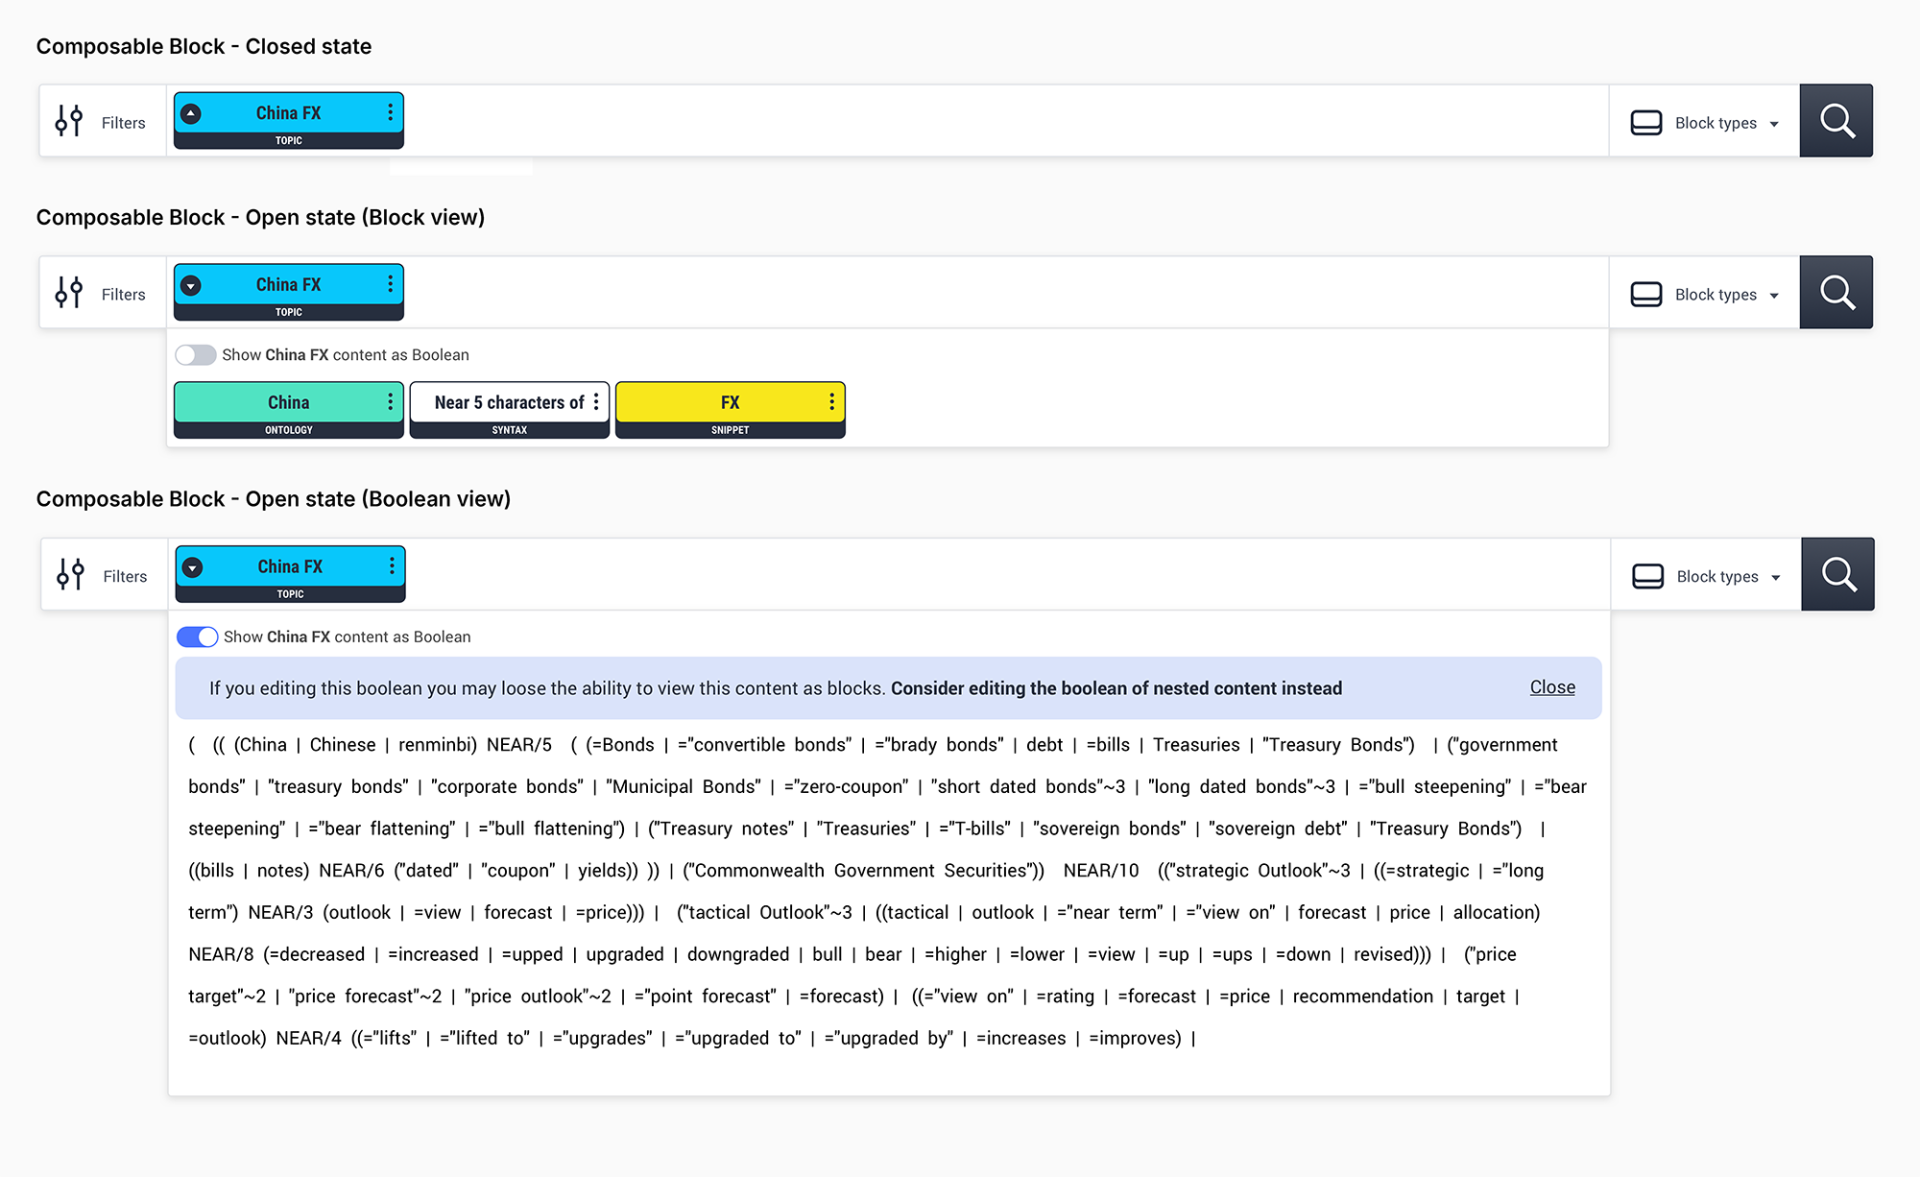 Composable Block - Closed state
Filters
China FX
TOPIC
Block types
Composable Block - Open state (Block view)
Filters
China FX
TOPIC
Block types
Show China FX content as Boolean
China
ONTOLOGY
Near 5 characters of
SYNTAX
FX
SNIPPET
Composable Block - Open state (Boolean view)
Filters
China FX
TOPIC
Block types
Show China FX content as Boolean
If you editing this boolean you may loose the ability to view this content as blocks. Consider editing the boolean of nested content instead
Close
( (( (China | Chinese | renminbi) NEAR/5 ( (=Bonds | ="convertible bonds" | ="brady bonds" | debt | =bills | Treasuries | "Treasury Bonds") | ("government
bonds" | "treasury bonds" | "corporate bonds" | "Municipal Bonds" | ="zero-coupon" | "short dated bonds"~3 | "long dated bonds"~3 | ="bull steepening" | ="bear
steepening" | ="bear flattening" | ="bull flattening") | ("Treasury notes" | "Treasuries" | ="T-bills" | "sovereign bonds" | "sovereign debt" | "Treasury Bonds") |
((bills | notes) NEAR/6 ("dated" | "coupon" | yields)) )) | ("Commonwealth Government Securities")) NEAR/10 (("strategic Outlook"~3 | ((=strategic | ="long
term") NEAR/3 (outlook | =view | forecast | =price))) | ("tactical Outlook"~3 | ((tactical | outlook | ="near term" | ="view on" | forecast | price | allocation)
NEAR/8 (=decreased | =increased | =upped | upgraded | downgraded | bull | bear | =higher | =lower | =view | =up | =ups | =down | revised))) | ("price
target"~2 | "price forecast"~2 | "price outlook"~2 | ="point forecast" | =forecast) | ((="view on" | =rating | =forecast | =price | recommendation | target |
=outlook) NEAR/4 ((="lifts" | ="lifted to" | ="upgrades" | ="upgraded to" | ="upgraded by" | =increases | =improves) |